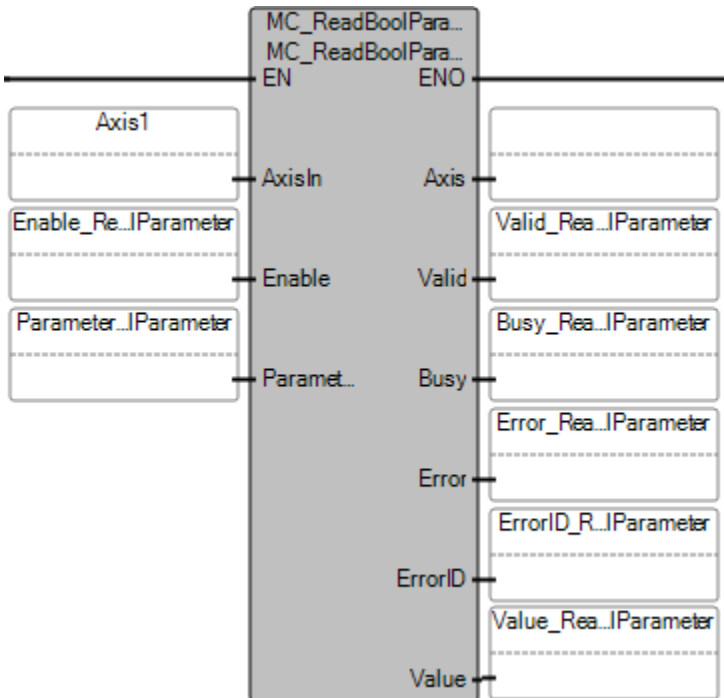 MC_ReadBoolPara...
MC_ReadBoolPara...
EN ENO
Axis1
AxisIn Axis
Enable_Re...lParameter Valid_Rea...lParameter
Enable Valid
Parameter...lParameter Busy_Rea...lParameter
Paramet... Busy
Error_Rea...lParameter
Error
ErrorID_R...lParameter
ErrorID
Value_Rea...lParameter
Value